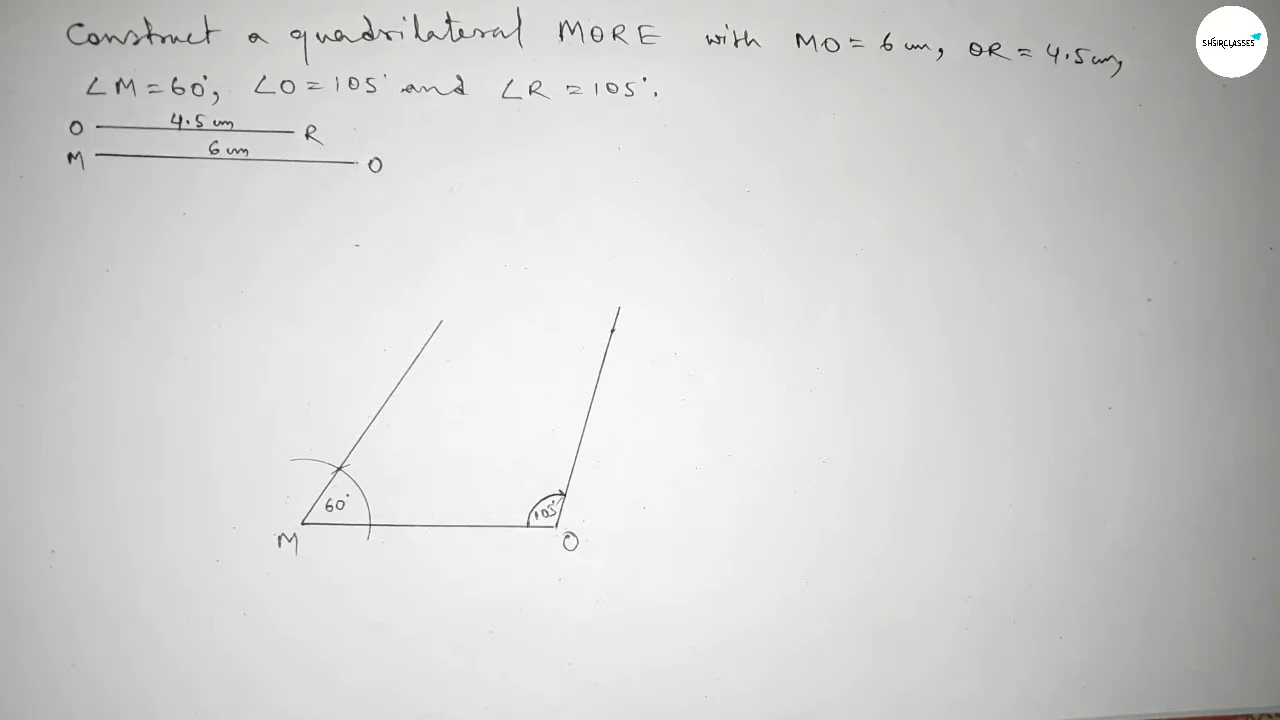 Construct a quadrilateral MORE with MO = 6 cm, OR = 4.5 cm,
∠M = 60°, ∠O = 105° and ∠R = 105°.
O 4.5 cm R
M 6 cm O
60°
105°
M O
SHSIRCLASSES